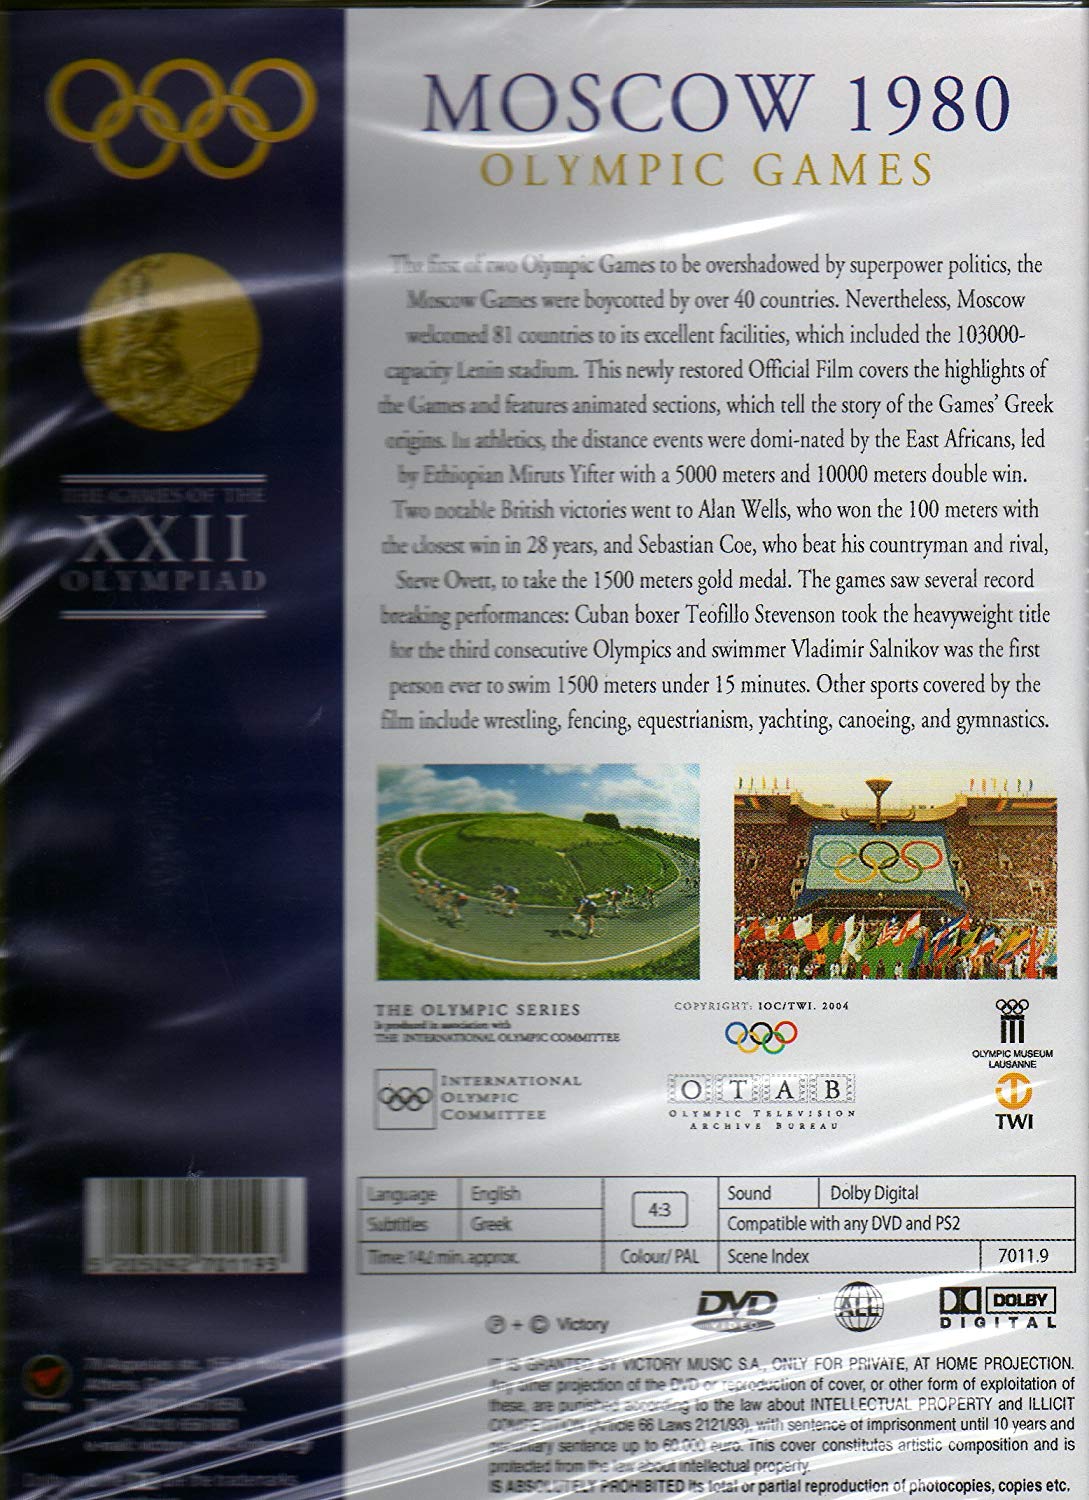 MOSCOW 1980
OLYMPIC GAMES
The first of two Olympic Games to be overshadowed by superpower politics, the
Moscow Games were boycotted by over 40 countries. Nevertheless, Moscow
welcomed 81 countries to its excellent facilities, which included the 103000-
capacity Lenin stadium. This newly restored Official Film covers the highlights of
the Games and features animated sections, which tell the story of the Games' Greek
origins. In athletics, the distance events were domi-nated by the East Africans, led
by Ethiopian Miruts Yifter with a 5000 meters and 10000 meters double win.
Two notable British victories went to Alan Wells, who won the 100 meters with
the closest win in 28 years, and Sebastian Coe, who beat his countryman and rival,
Steve Ovett, to take the 1500 meters gold medal. The games saw several record
breaking performances: Cuban boxer Teofillo Stevenson took the heavyweight title
for the third consecutive Olympics and swimmer Vladimir Salnikov was the first
person ever to swim 1500 meters under 15 minutes. Other sports covered by the
film include wrestling, fencing, equestrianism, yachting, canoeing, and gymnastics.
THE GAMES OF THE
XXII
OLYMPIAD
THE OLYMPIC SERIES
Is produced in association with
THE INTERNATIONAL OLYMPIC COMMITTEE
INTERNATIONAL
OLYMPIC
COMMITTEE
COPYRIGHT: IOC/TWI. 2004
OTAB
OLYMPIC TELEVISION
ARCHIVE BUREAU
OLYMPIC MUSEUM
LAUSANNE
TWI
Language English
Subtitles Greek
Time: 142 min. approx.
4:3
Colour/ PAL
Sound Dolby Digital
Compatible with any DVD and PS2
Scene Index 7011.9
5 205092 701193
℗ + © Victory
DVD
VIDEO
ALL
DOLBY
DIGITAL
IT IS GRANTED BY VICTORY MUSIC S.A., ONLY FOR PRIVATE, AT HOME PROJECTION.
Any other projection of the DVD or reproduction of cover, or other form of exploitation of
these, are punished according to the law about INTELLECTUAL PROPERTY and ILLICIT
COMPETITION (Article 66 Laws 2121/93), with sentence of imprisonment until 10 years and
pecuniary sentence up to 60.000 euro. This cover constitutes artistic composition and is
protected from the law about intellectual property.
IS ABSOLUTELY PROHIBITED its total or partial reproduction of photocopies, copies etc.